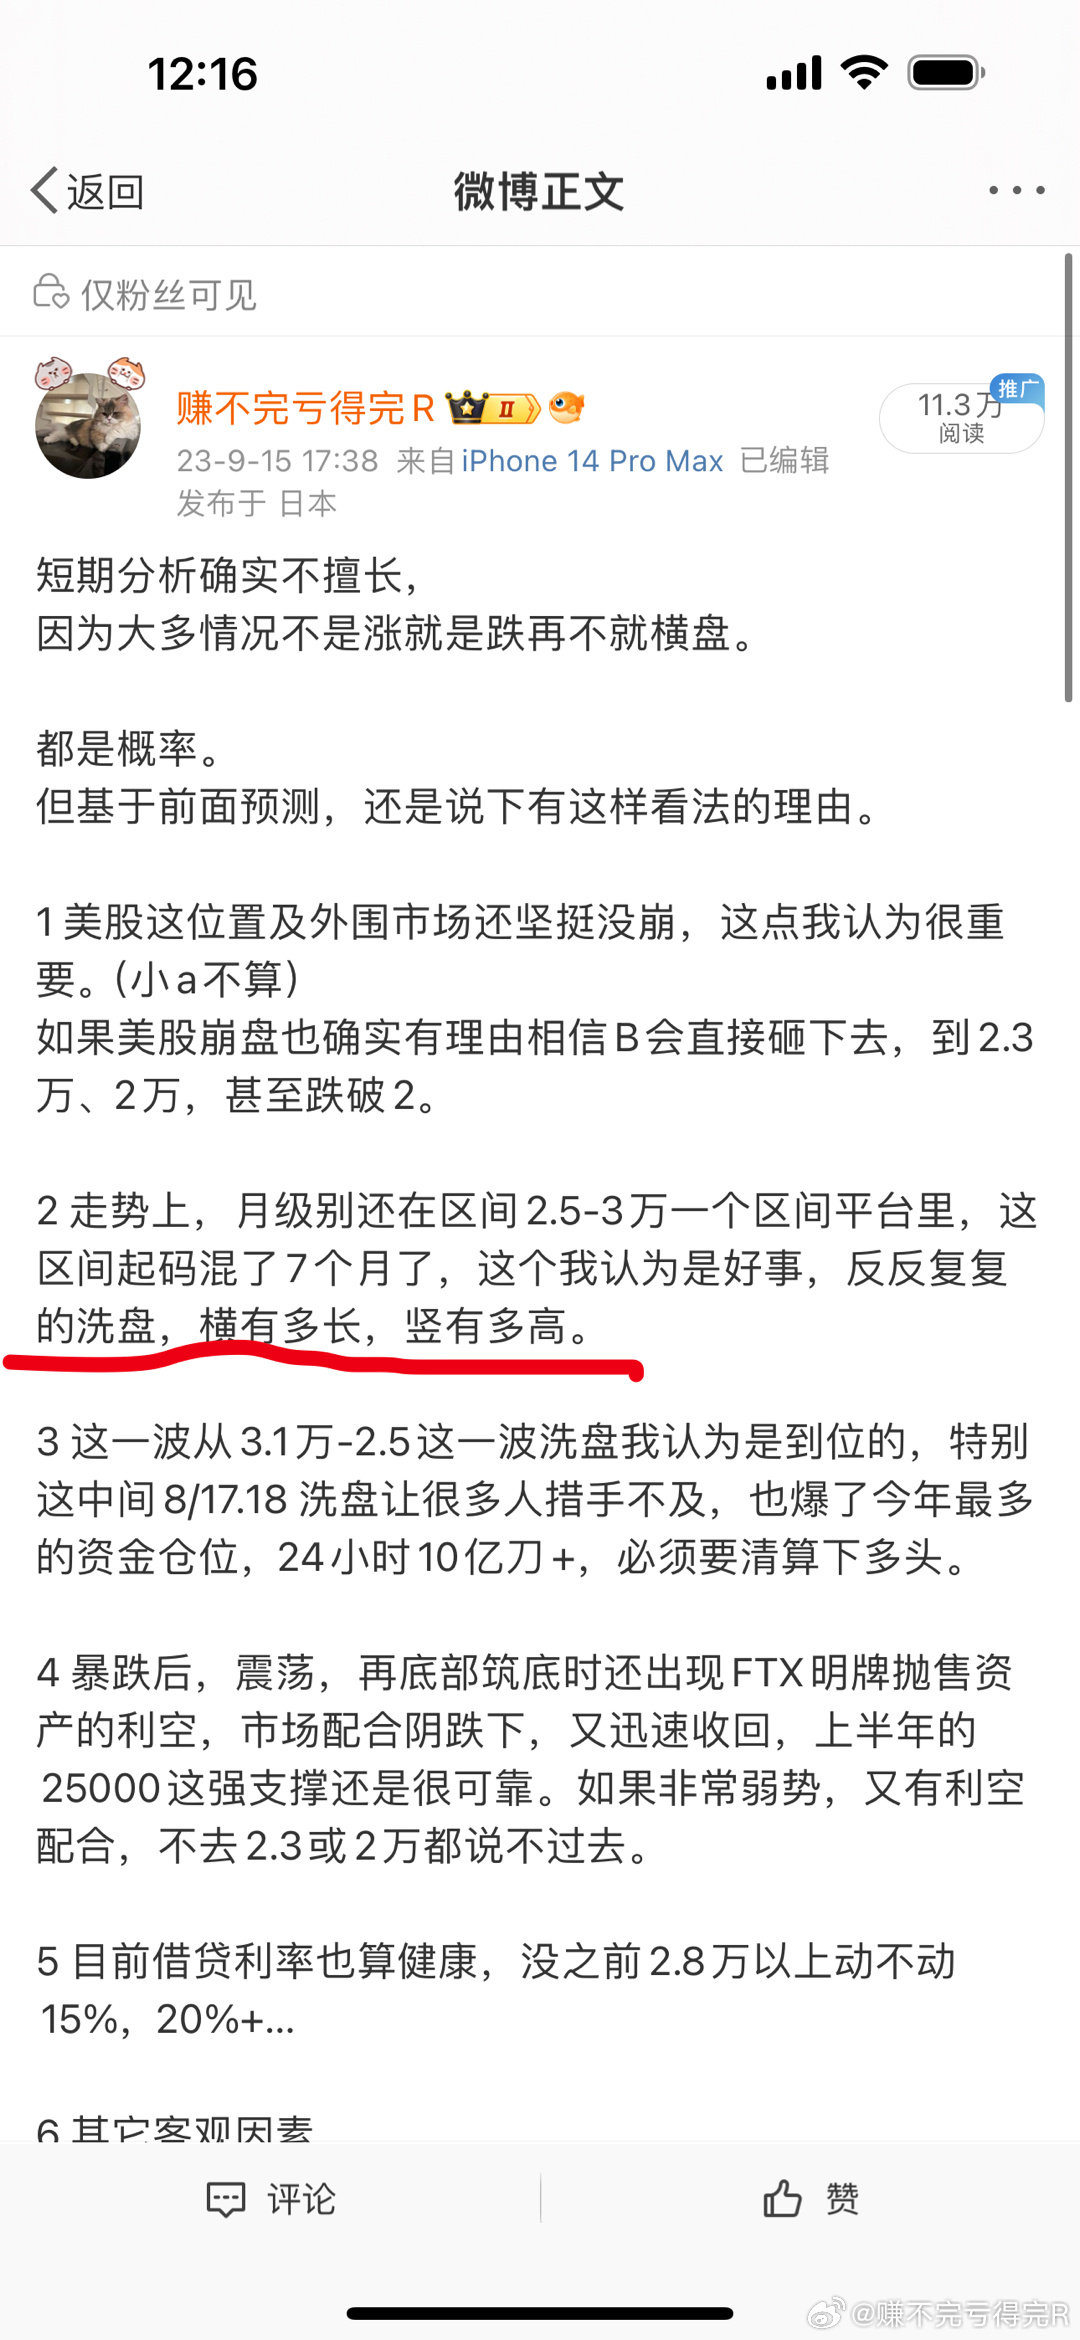 12:16
返回
微博正文
仅粉丝可见
赚不完亏得完R
II
推广
11.3万
阅读
23-9-15 17:38 来自 iPhone 14 Pro Max 已编辑
发布于 日本
短期分析确实不擅长，
因为大多情况不是涨就是跌再不就横盘。
都是概率。
但基于前面预测，还是说下有这样看法的理由。
1 美股这位置及外围市场还坚挺没崩，这点我认为很重
要。（小a不算）
如果美股崩盘也确实有理由相信B会直接砸下去，到2.3
万、2万，甚至跌破2。
2 走势上，月级别还在区间2.5-3万一个区间平台里，这
区间起码混了7个月了，这个我认为是好事，反反复复
的洗盘，横有多长，竖有多高。
3 这一波从3.1万-2.5这一波洗盘我认为是到位的，特别
这中间8/17.18 洗盘让很多人措手不及，也爆了今年最多
的资金仓位，24小时10亿刀+，必须要清算下多头。
4 暴跌后，震荡，再底部筑底时还出现FTX明牌抛售资
产的利空，市场配合阴跌下，又迅速收回，上半年的
25000这强支撑还是很可靠。如果非常弱势，又有利空
配合，不去2.3或2万都说不过去。
5 目前借贷利率也算健康，没之前2.8万以上动不动
15%，20%+...
6 其它客观因素
评论
赞
@赚不完亏得完R